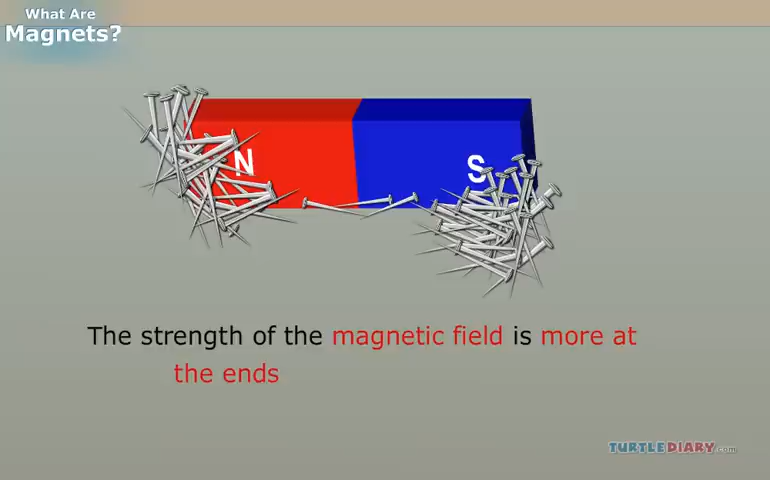 What Are
Magnets?
N
S
The strength of the magnetic field is more at
the ends
TURTLEDIARY.com